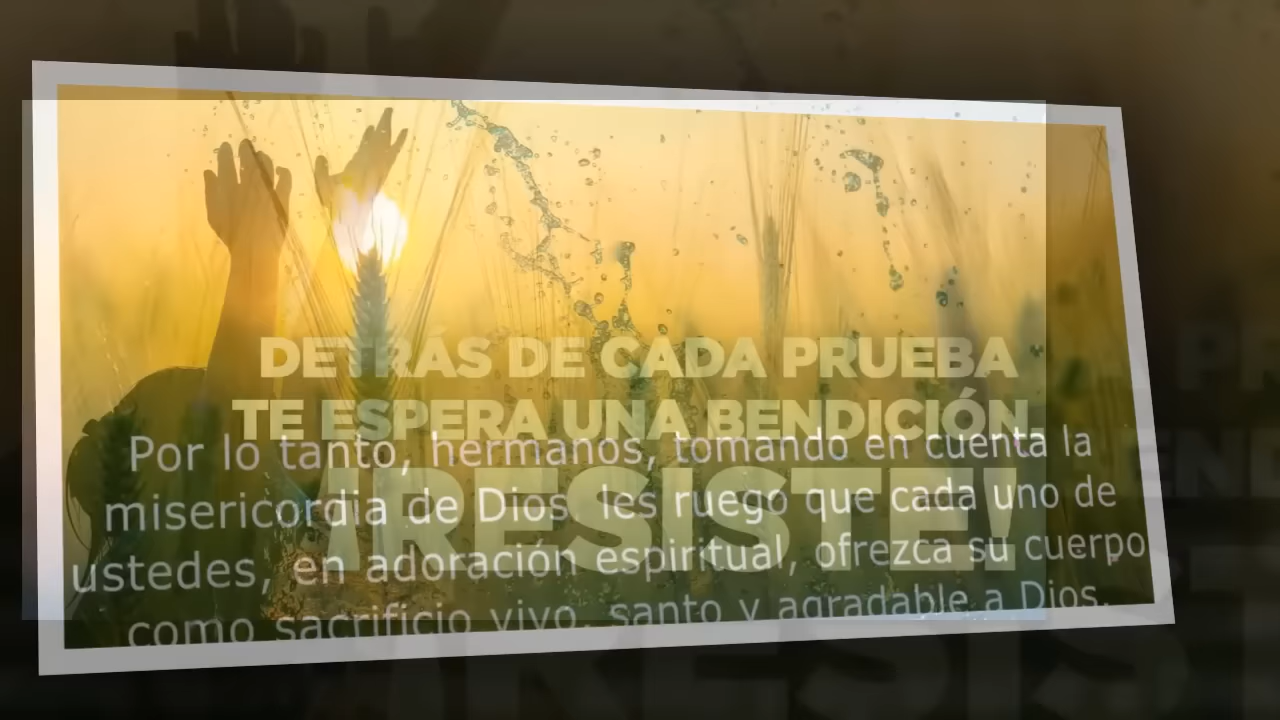 DETRÁS DE CADA PRUEBA
TE ESPERA UNA BENDICIÓN.
¡RESISTE!
Por lo tanto, hermanos, tomando en cuenta la
misericordia de Dios, les ruego que cada uno de
ustedes, en adoración espiritual, ofrezca su cuerpo
como sacrificio vivo, santo y agradable a Dios.